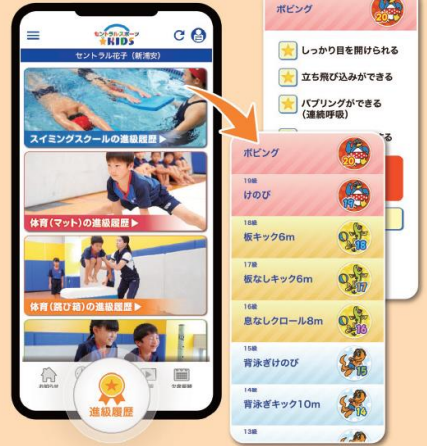 セントラルスポーツ
KIDS
セントラル花子（新浦安）
スイミングスクールの進級履歴▶
体育(マット)の進級履歴▶
体育(跳び箱)の進級履歴▶
お知らせ
進級履歴
ボビング
20
しっかり目を開けられる
立ち飛び込みができる
バブリングができる
(連続呼吸)
ボビング
20
19級
けのび
19
18級
板キック6m
18
17級
板なしキック6m
17
16級
息なしクロール8m
16
15級
背泳ぎけのび
15
14級
背泳ぎキック10m
14
13級